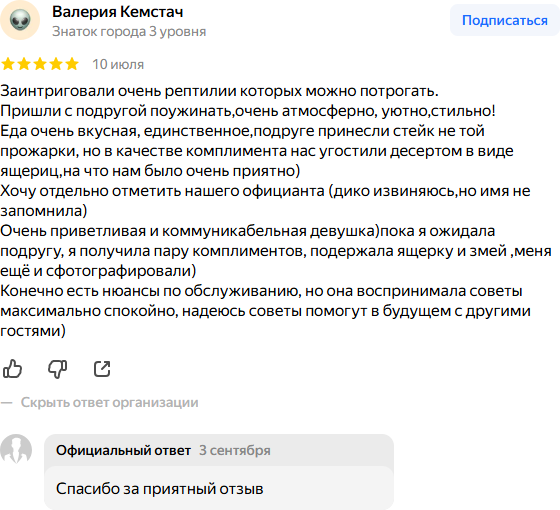 Валерия Кемстач
Знаток города 3 уровня
Подписаться
10 июля
Заинтриговали очень рептилии которых можно потрогать.
Пришли с подругой поужинать,очень атмосферно, уютно,стильно!
Еда очень вкусная, единственное,подруге принесли стейк не той
прожарки, но в качестве комплимента нас угостили десертом в виде
ящериц,на что нам было очень приятно)
Хочу отдельно отметить нашего официанта (дико извиняюсь,но имя не
запомнила)
Очень приветливая и коммуникабельная девушка)пока я ожидала
подругу, я получила пару комплиментов, подержала ящерку и змей ,меня
ещё и сфотографировали)
Конечно есть нюансы по обслуживанию, но она воспринимала советы
максимально спокойно, надеюсь советы помогут в будущем с другими
гостями)
— Скрыть ответ организации
Официальный ответ 3 сентября
Спасибо за приятный отзыв